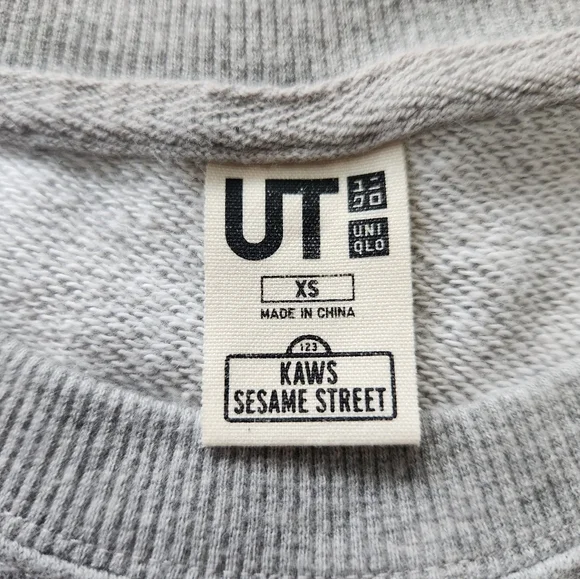 UT
ユニ
クロ
UNI
QLO
XS
MADE IN CHINA
123
KAWS
SESAME STREET